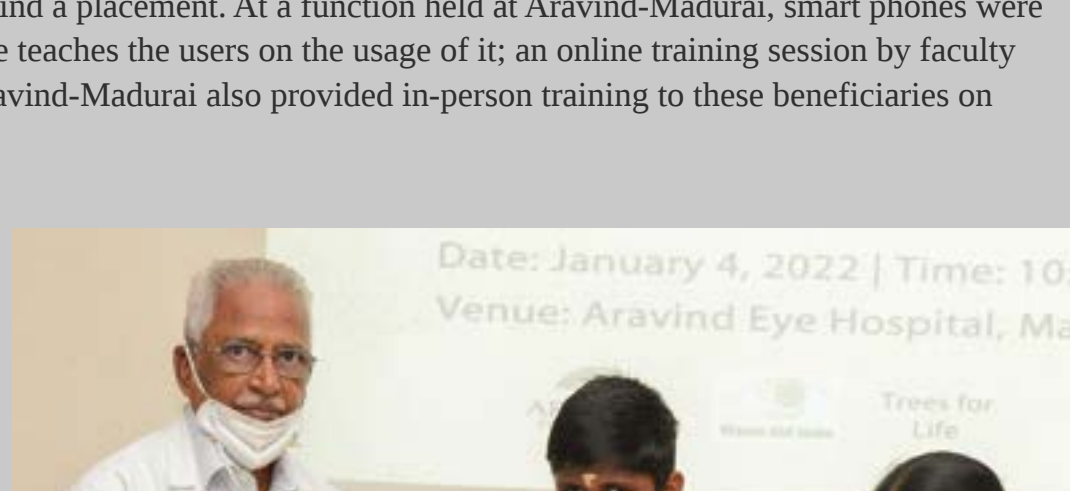 ind a placement. At a function held at Aravind-Madurai, smart phones were
e teaches the users on the usage of it; an online training session by faculty
avind-Madurai also provided in-person training to these beneficiaries on
Date: January 4, 2022 | Time: 10:
Venue: Aravind Eye Hospital, Ma
Trees for
Life